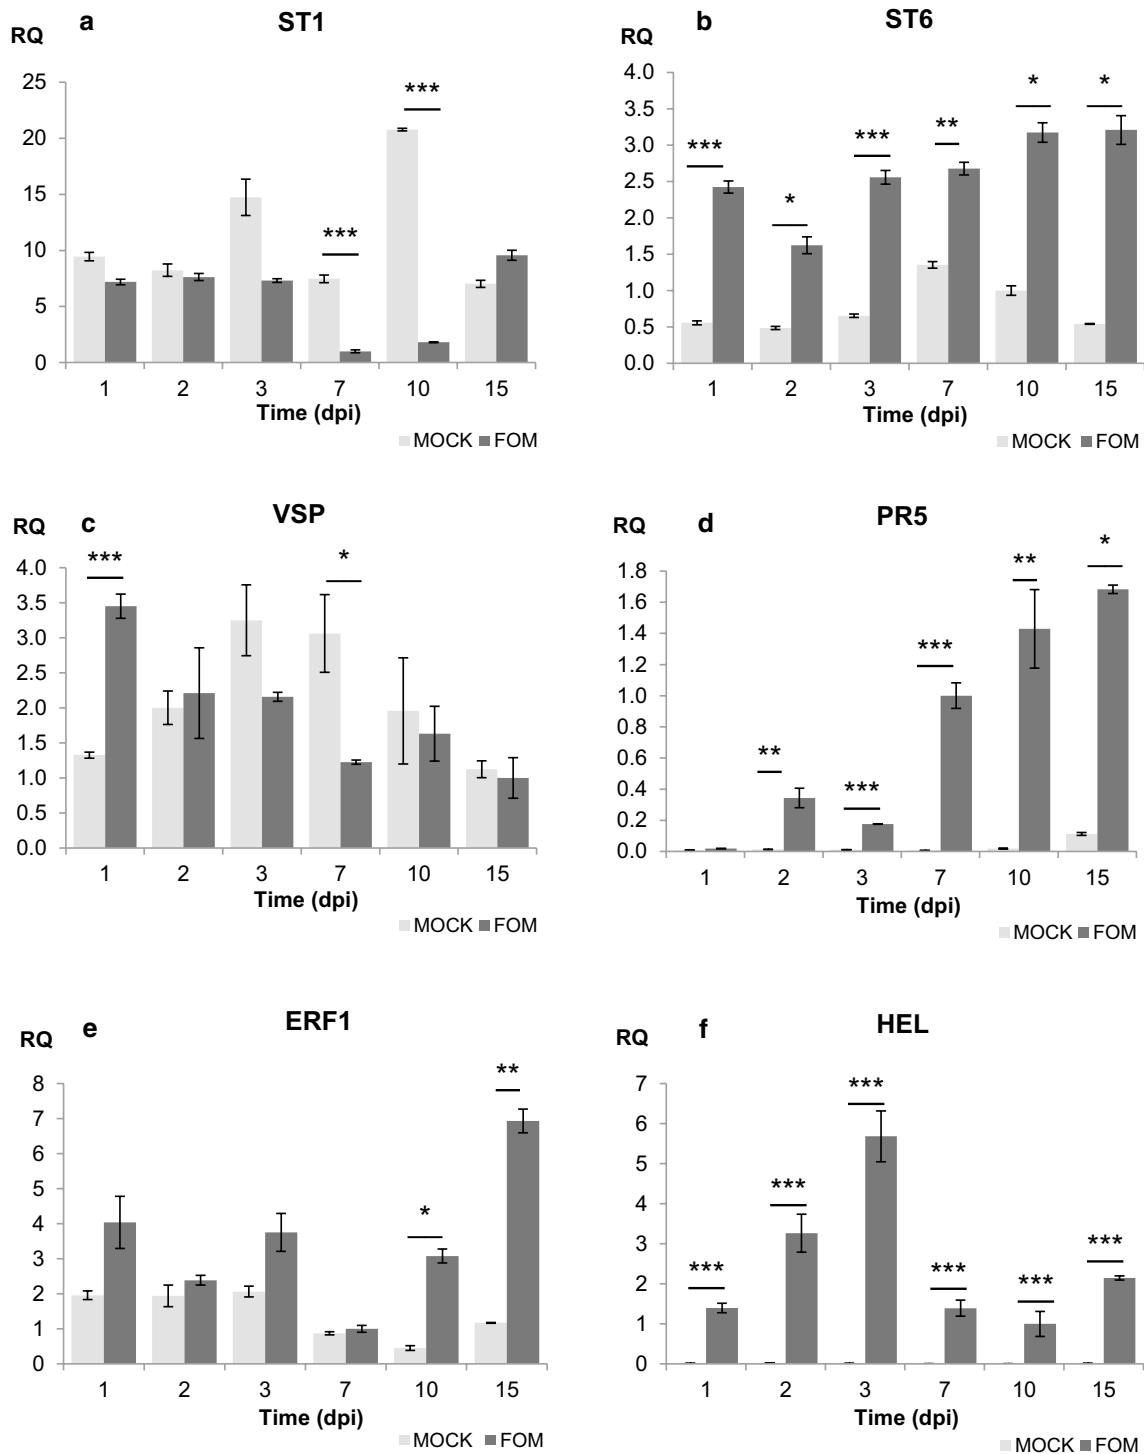 a ST1
RQ
25
20
15
10
5
0
***
***
1 2 3 7 10 15
Time (dpi)
MOCK FOM
b ST6
RQ
4.0
3.5
3.0
2.5
2.0
1.5
1.0
0.5
0.0
***
*
***
**
*
*
1 2 3 7 10 15
Time (dpi)
MOCK FOM
c VSP
RQ
4.0
3.5
3.0
2.5
2.0
1.5
1.0
0.5
0.0
***
*
1 2 3 7 10 15
Time (dpi)
MOCK FOM
d PR5
RQ
1.8
1.6
1.4
1.2
1.0
0.8
0.6
0.4
0.2
0.0
**
***
***
**
*
1 2 3 7 10 15
Time (dpi)
MOCK FOM
e ERF1
RQ
8
7
6
5
4
3
2
1
0
*
**
1 2 3 7 10 15
Time (dpi)
MOCK FOM
f HEL
RQ
7
6
5
4
3
2
1
0
***
***
***
***
***
***
1 2 3 7 10 15
Time (dpi)
MOCK FOM